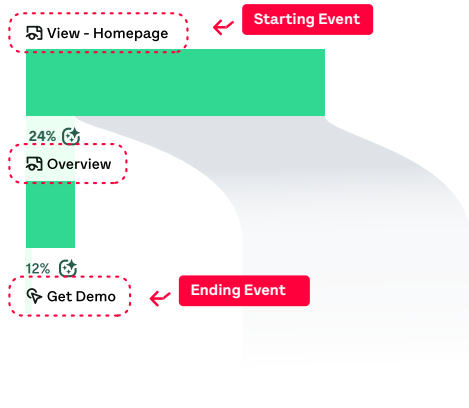 View - Homepage
Starting Event
24%
Overview
12%
Get Demo
Ending Event